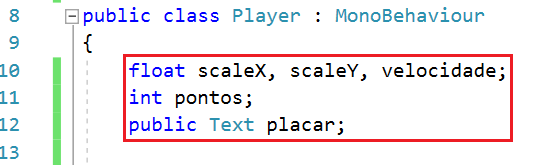 8 public class Player : MonoBehaviour
9 {
10 float scaleX, scaleY, velocidade;
11 int pontos;
12 public Text placar;
13